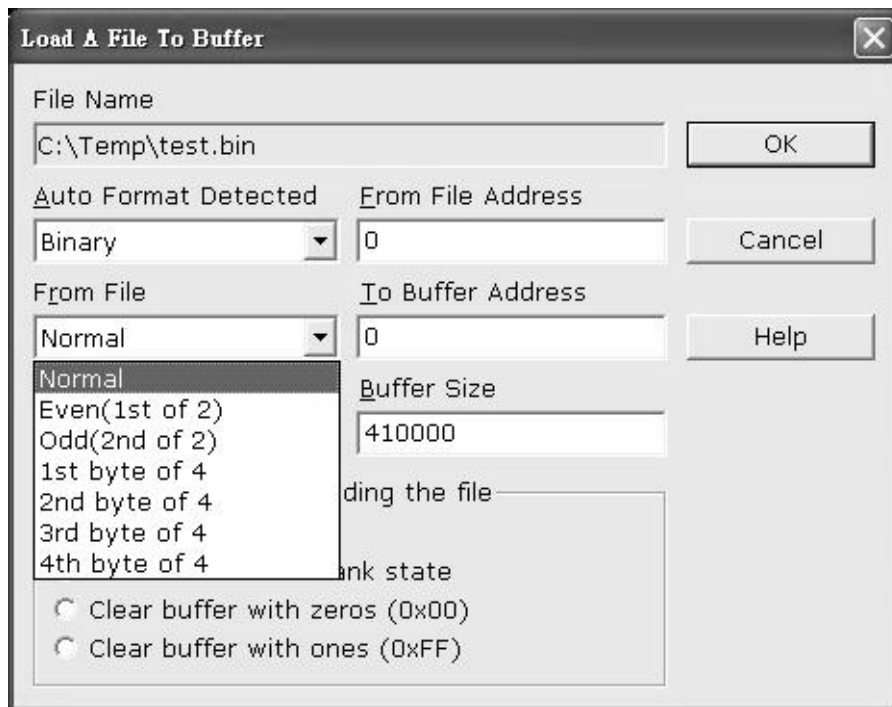 Load A File To Buffer
File Name
C:\Temp\test.bin
OK
Auto Format Detected
From File Address
Binary
0
Cancel
From File
To Buffer Address
Normal
0
Help
Normal
Even(1st of 2)
Odd(2nd of 2)
1st byte of 4
2nd byte of 4
3rd byte of 4
4th byte of 4
Buffer Size
410000
the file
state
Clear buffer with zeros (0x00)
Clear buffer with ones (0xFF)